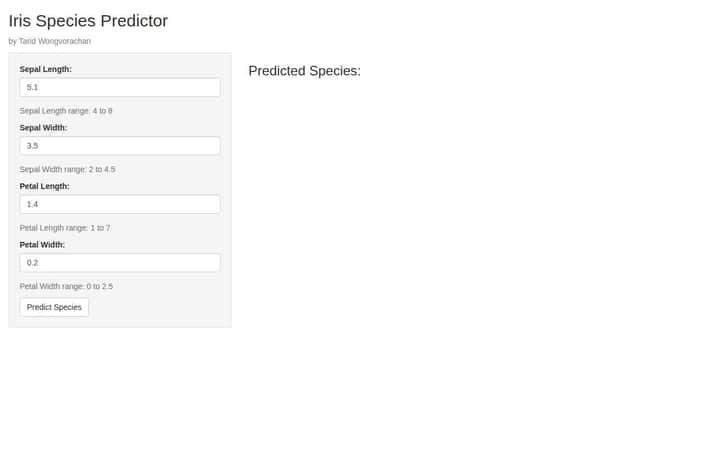 Iris Species Predictor
by Tarid Wongvorachan
Sepal Length:
5.1
Sepal Length range: 4 to 8
Sepal Width:
3.5
Sepal Width range: 2 to 4.5
Petal Length:
1.4
Petal Length range: 1 to 7
Petal Width:
0.2
Petal Width range: 0 to 2.5
Predict Species
Predicted Species: